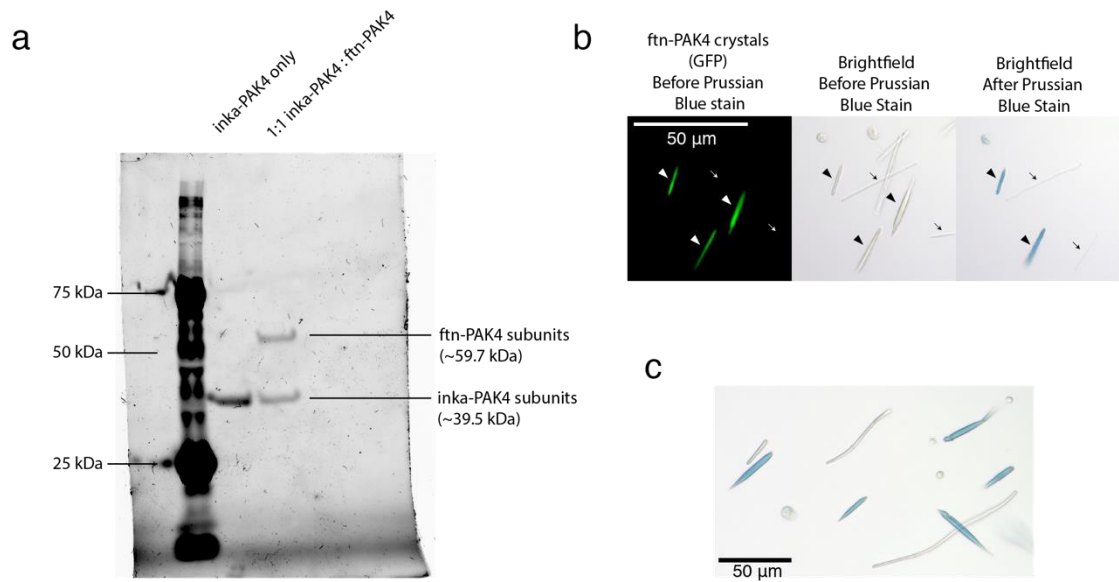 a
inka-PAK4 only
1:1 inka-PAK4 : ftn-PAK4
75 kDa
50 kDa
25 kDa
ftn-PAK4 subunits
(~59.7 kDa)
inka-PAK4 subunits
(~39.5 kDa)
b
ftn-PAK4 crystals
(GFP)
Before Prussian
Blue stain
Brightfield
Before Prussian
Blue Stain
Brightfield
After Prussian
Blue Stain
50 µm
c
50 µm